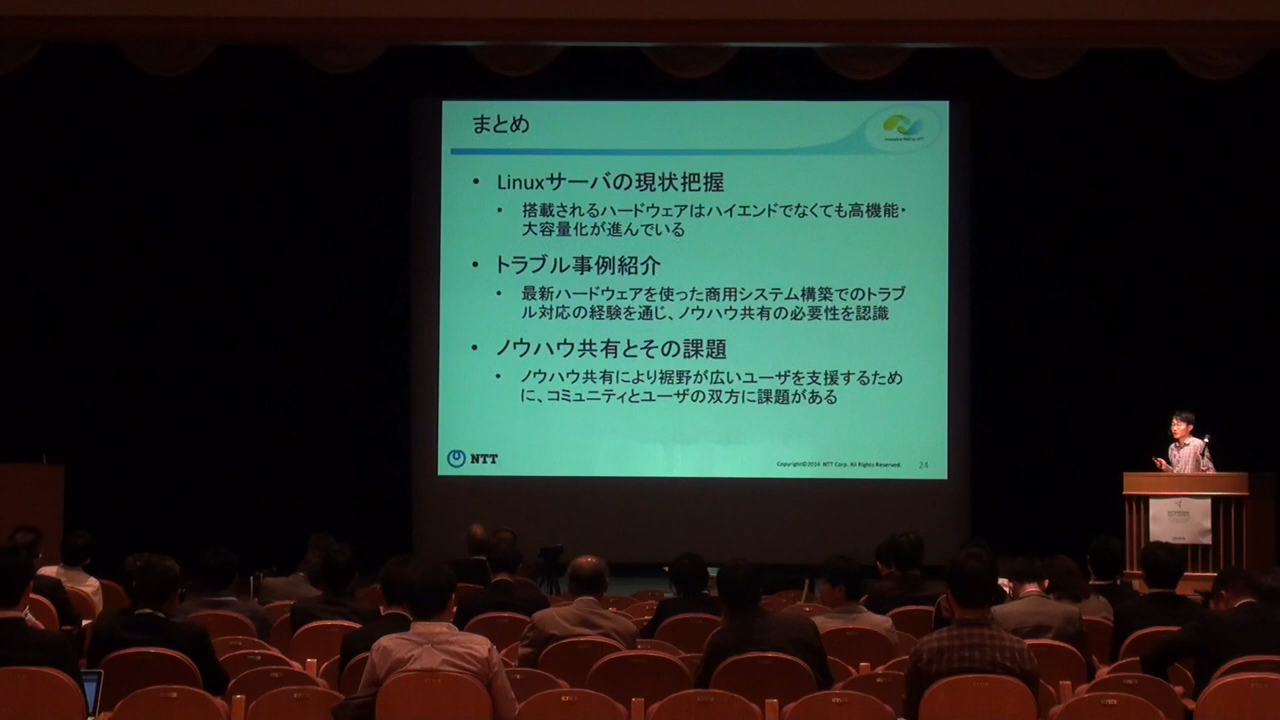 まとめ
• Linuxサーバの現状把握
• 搭載されるハードウェアはハイエンドでなくても高機能・
大容量化が進んでいる
• トラブル事例紹介
• 最新ハードウェアを使った商用システム構築でのトラブ
ル対応の経験を通じ、ノウハウ共有の必要性を認識
• ノウハウ共有とその課題
• ノウハウ共有により裾野が広いユーザを支援するため
に、コミュニティとユーザの双方に課題がある
NTT
Copyright©2014 NTT Corp. All Rights Reserved.
24